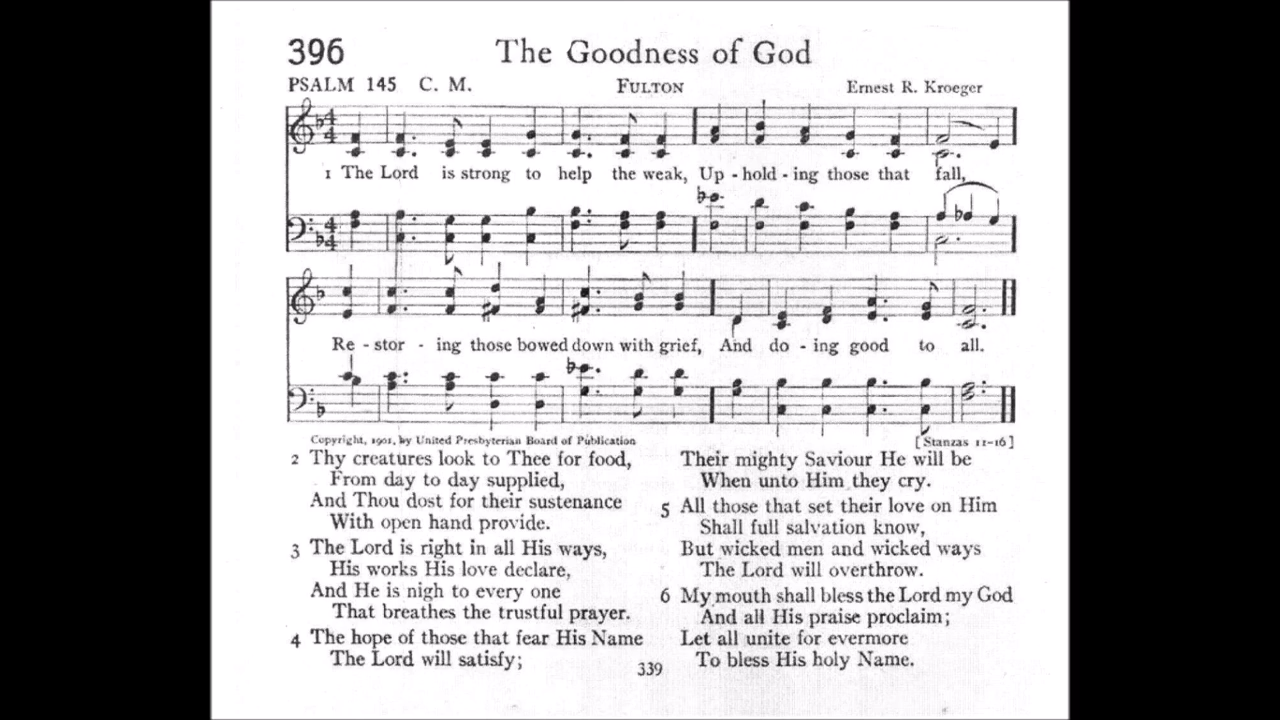 396 The Goodness of God
PSALM 145 C. M. FULTON Ernest R. Kroeger
1 The Lord is strong to help the weak, Up - hold - ing those that fall,
Re - stor - ing those bowed down with grief, And do - ing good to all.
Copyright, 1901, by United Presbyterian Board of Publication [Stanzas 11-16]
2 Thy creatures look to Thee for food,
From day to day supplied,
And Thou dost for their sustenance
With open hand provide.
3 The Lord is right in all His ways,
His works His love declare,
And He is nigh to every one
That breathes the trustful prayer.
4 The hope of those that fear His Name
The Lord will satisfy;
Their mighty Saviour He will be
When unto Him they cry.
5 All those that set their love on Him
Shall full salvation know,
But wicked men and wicked ways
The Lord will overthrow.
6 My mouth shall bless the Lord my God
And all His praise proclaim;
Let all unite for evermore
To bless His holy Name.
339